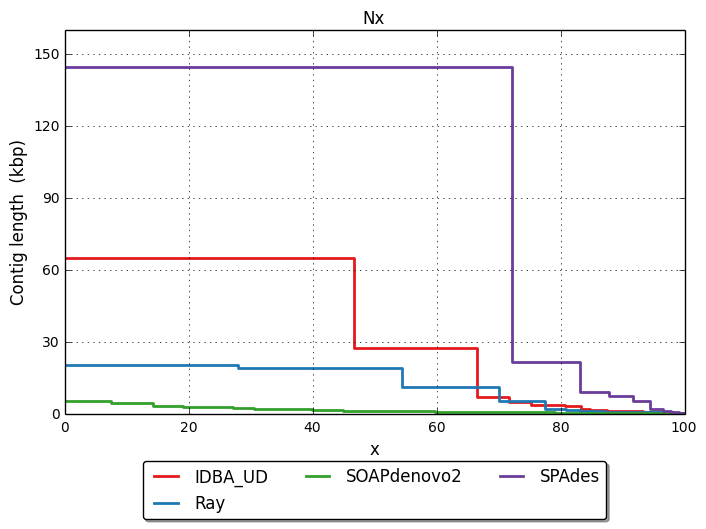 Nx
150
120
90
60
30
0
Contig length (kbp)
0 20 40 60 80 100
x
IDBA_UD SOAPdenovo2 SPAdes
Ray